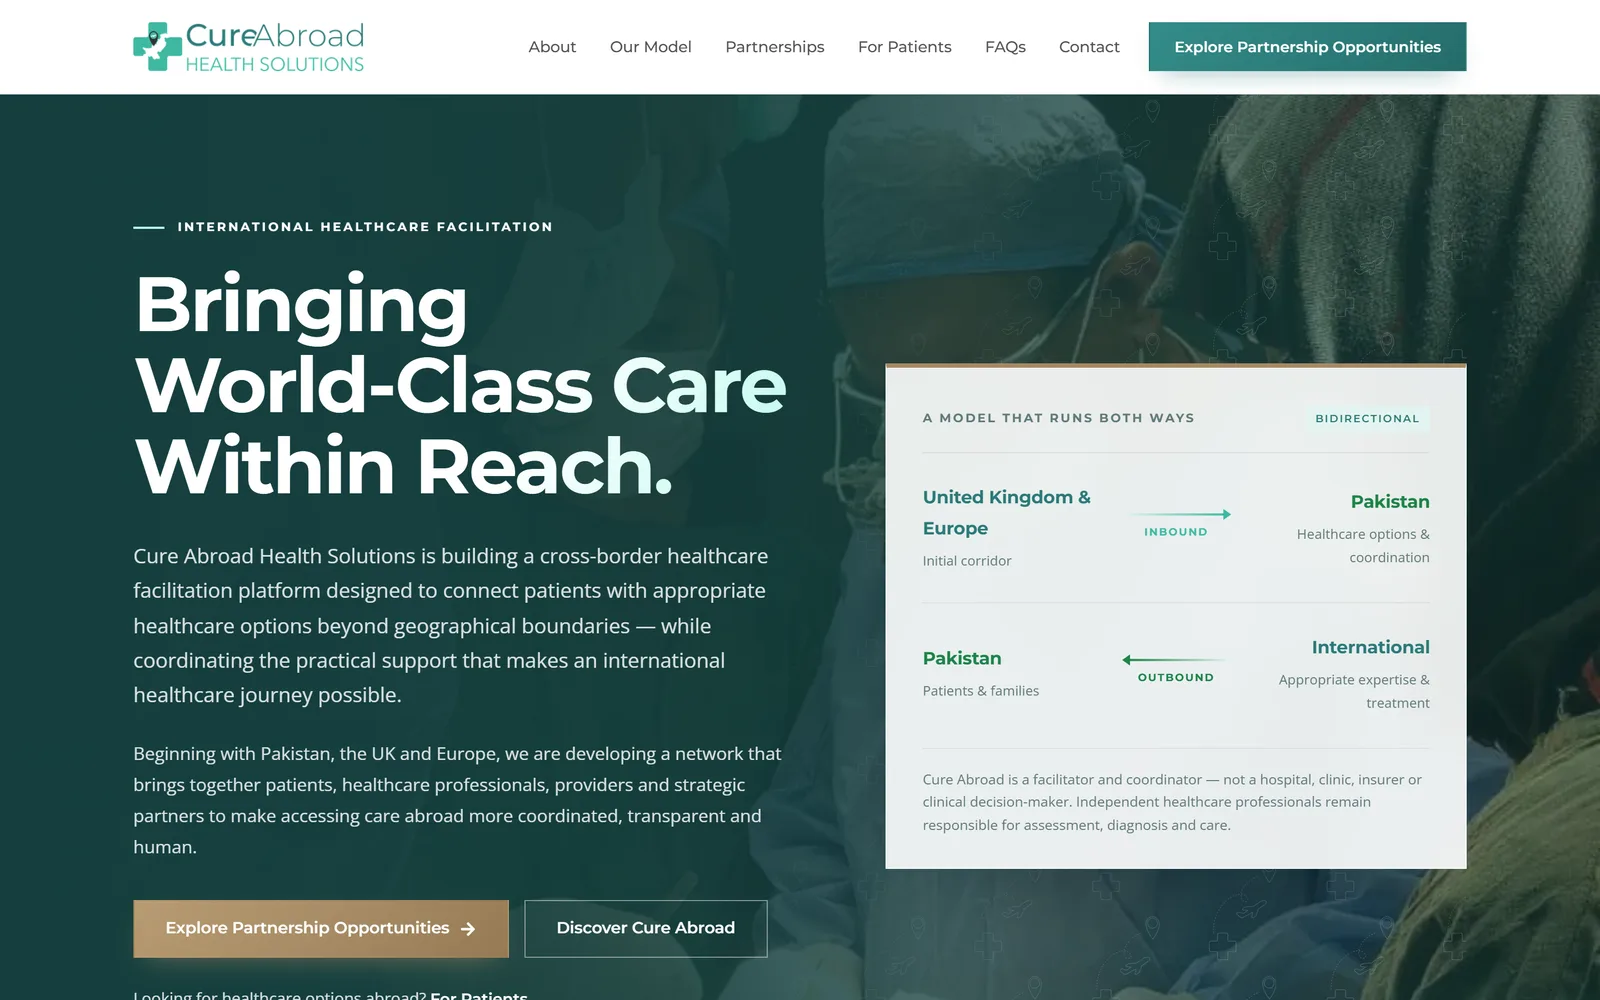 CureAbroad
HEALTH SOLUTIONS
About
Our Model
Partnerships
For Patients
FAQs
Contact
Explore Partnership Opportunities
INTERNATIONAL HEALTHCARE FACILITATION
Bringing
World-Class Care
Within Reach.
Cure Abroad Health Solutions is building a cross-border healthcare
facilitation platform designed to connect patients with appropriate
healthcare options beyond geographical boundaries — while
coordinating the practical support that makes an international
healthcare journey possible.
Beginning with Pakistan, the UK and Europe, we are developing a network that
brings together patients, healthcare professionals, providers and strategic
partners to make accessing care abroad more coordinated, transparent and
human.
Explore Partnership Opportunities
Discover Cure Abroad
Looking for healthcare options abroad? For Patients
A MODEL THAT RUNS BOTH WAYS
BIDIRECTIONAL
United Kingdom &
Europe
Initial corridor
INBOUND
Pakistan
Healthcare options &
coordination
Pakistan
Patients & families
OUTBOUND
International
Appropriate expertise &
treatment
Cure Abroad is a facilitator and coordinator — not a hospital, clinic, insurer or
clinical decision-maker. Independent healthcare professionals remain
responsible for assessment, diagnosis and care.